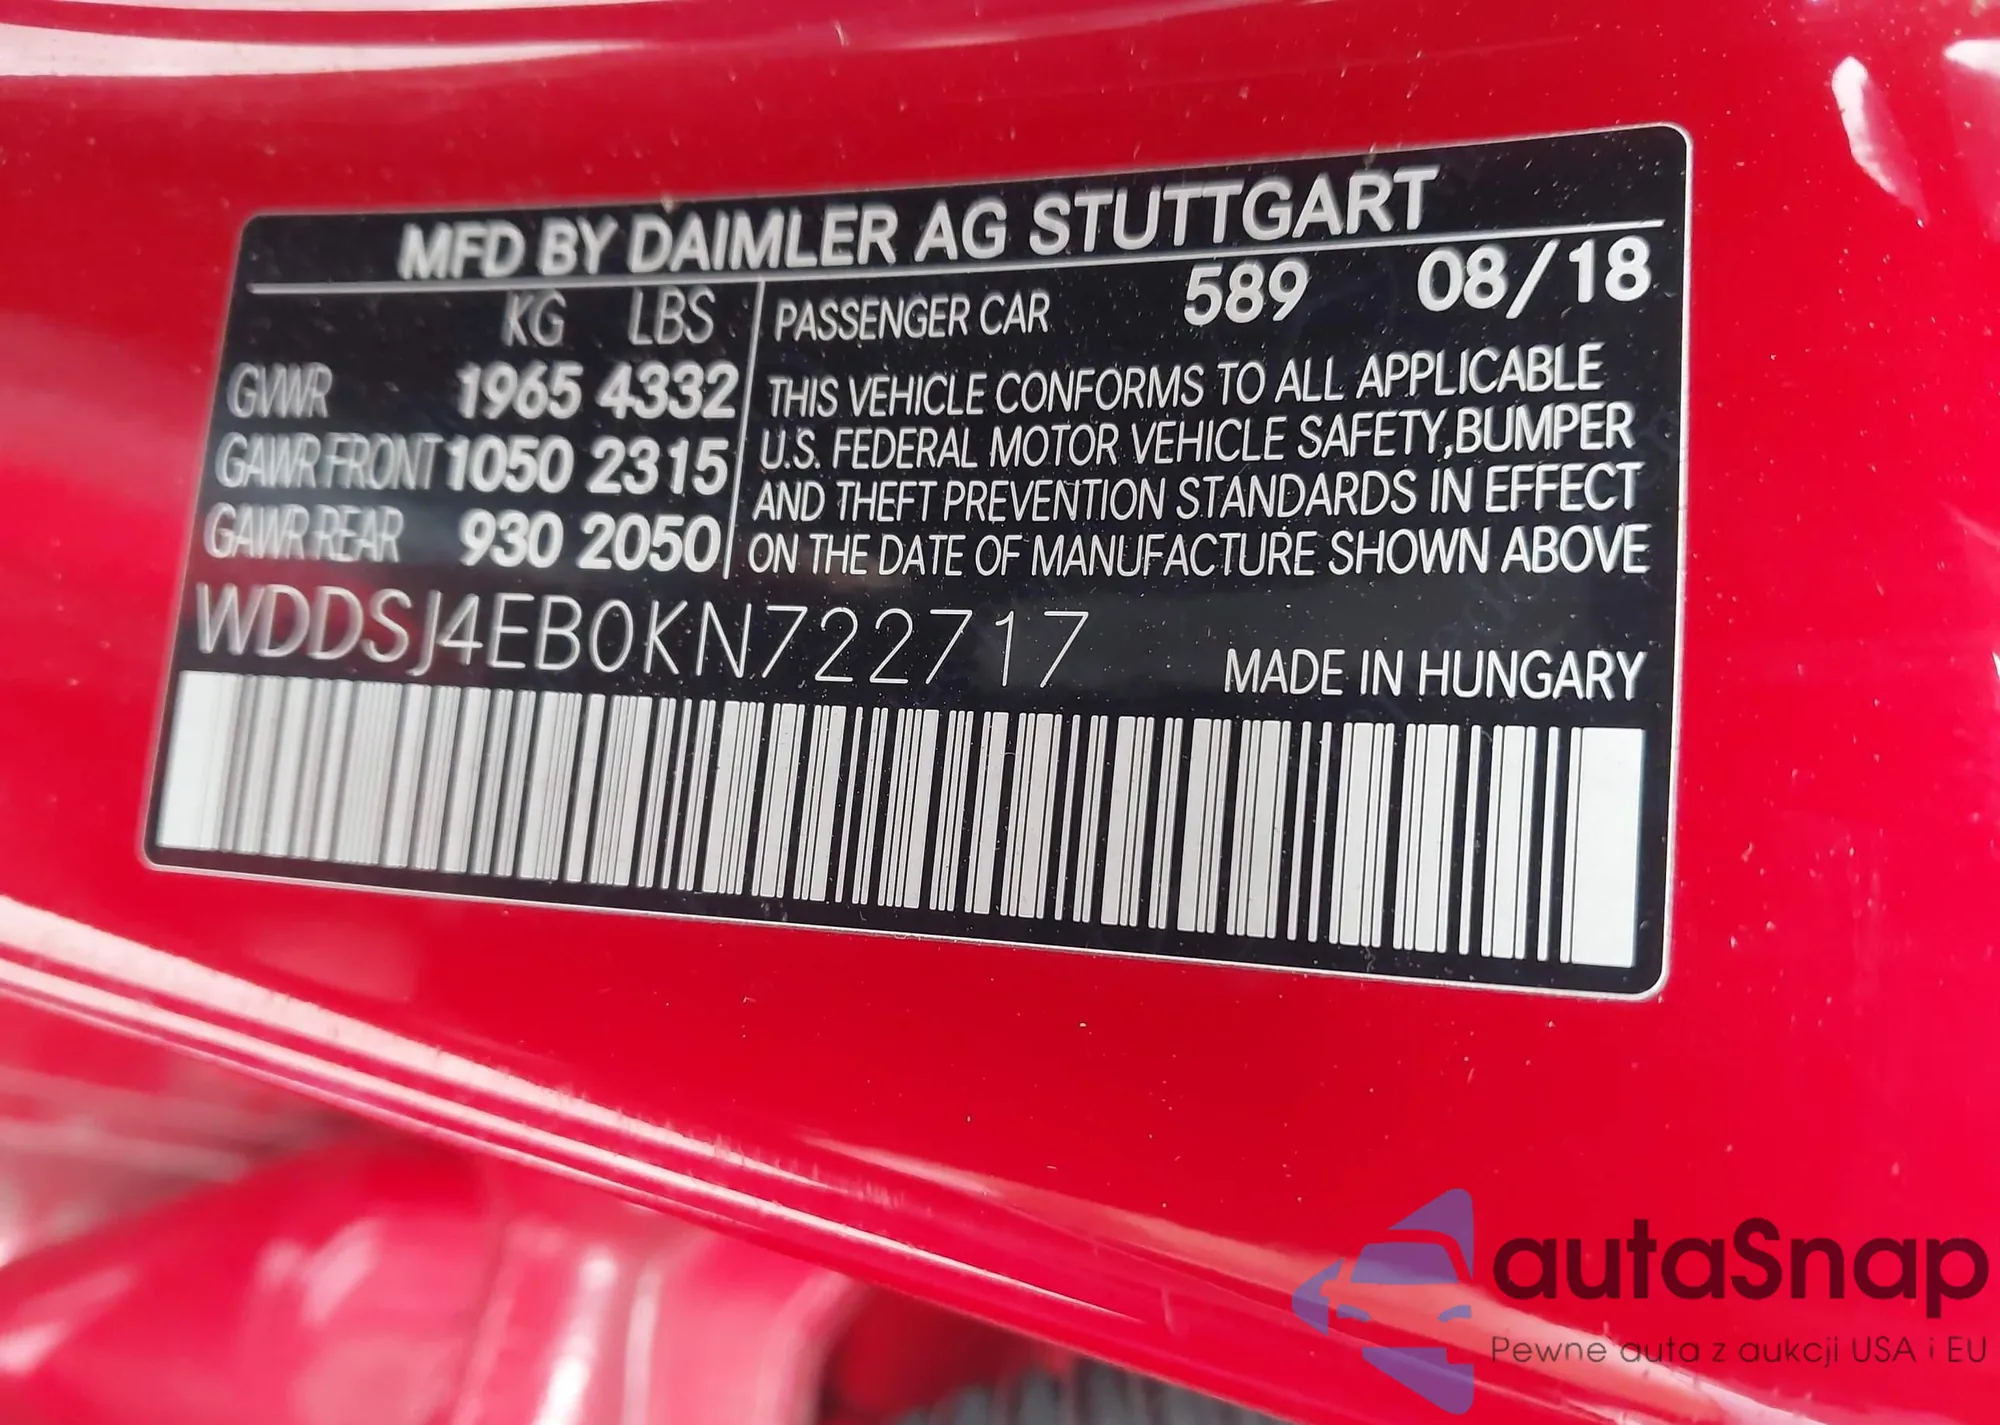 MFD BY DAIMLER AG STUTTGART
KG LBS
GVWR 1965 4332
GAWR FRONT 1050 2315
GAWR REAR 930 2050
PASSENGER CAR 589 08/18
THIS VEHICLE CONFORMS TO ALL APPLICABLE
U.S. FEDERAL MOTOR VEHICLE SAFETY, BUMPER
AND THEFT PREVENTION STANDARDS IN EFFECT
ON THE DATE OF MANUFACTURE SHOWN ABOVE
WDDSJ4EB0KN722717
MADE IN HUNGARY
autaSnap
Pewne auta z aukcji USA i EU